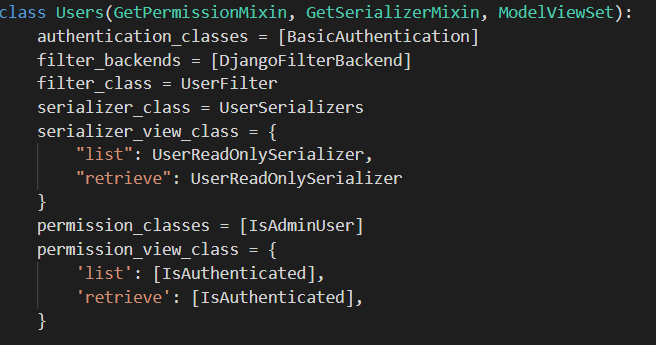 class Users(GetPermissionMixin, GetSerializerMixin, ModelViewSet):
    authentication_classes = [BasicAuthentication]
    filter_backends = [DjangoFilterBackend]
    filter_class = UserFilter
    serializer_class = UserSerializers
    serializer_view_class = {
        "list": UserReadOnlySerializer,
        "retrieve": UserReadOnlySerializer
    }
    permission_classes = [IsAdminUser]
    permission_view_class = {
        'list': [IsAuthenticated],
        'retrieve': [IsAuthenticated],
    }